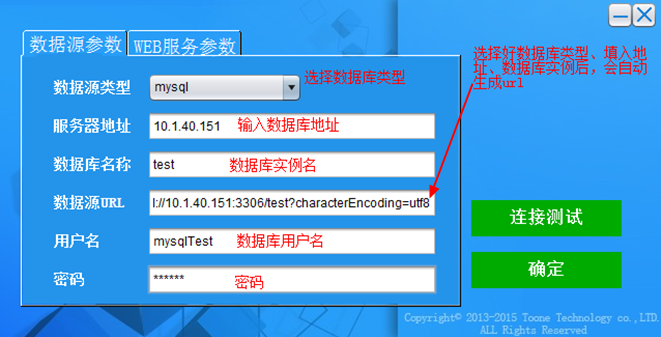 数据源参数 WEB服务参数
选择好数据库类型、填入地
址、数据库实例后，会自动
生成url
数据源类型 mysql 选择数据库类型
服务器地址 10.1.40.151 输入数据库地址
数据库名称 test 数据库实例名
数据源URL l://10.1.40.151:3306/test?characterEncoding=utf8
用户名 mysqlTest 数据库用户名
密码 ****** 密码
连接测试
确定
Copyright© 2013-2015 Toone Technology co.,LTD.
ALL Rights Reserved